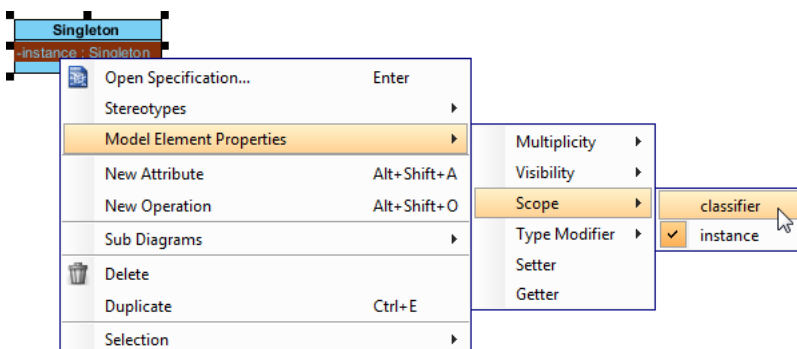 Singleton
-instance : Singleton
Open Specification... Enter
Stereotypes
Model Element Properties
New Attribute Alt+Shift+A
New Operation Alt+Shift+O
Sub Diagrams
Delete
Duplicate Ctrl+E
Selection
Multiplicity
Visibility
Scope
Type Modifier
Setter
Getter
classifier
instance